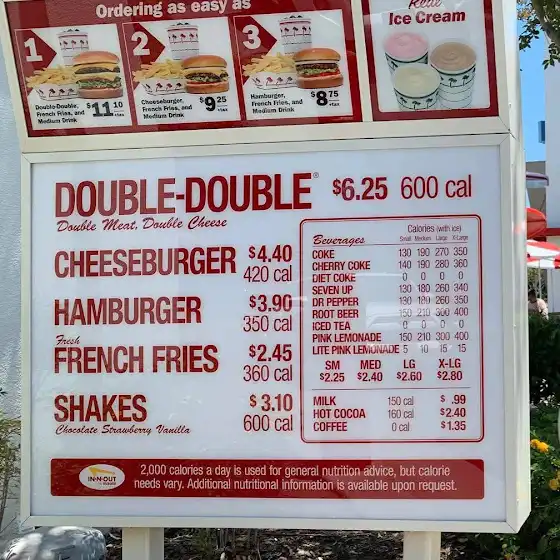 Ordering as easy as
1
Double-Double,
French Fries, and
Medium Drink
$11.10
+tax
2
Cheeseburger,
French Fries, and
Medium Drink
$9.25
+tax
3
Hamburger,
French Fries, and
Medium Drink
$8.75
+tax
Real
Ice Cream
DOUBLE-DOUBLE® $6.25 600 cal
Double Meat, Double Cheese
CHEESEBURGER $4.40
420 cal
HAMBURGER $3.90
350 cal
Fresh
FRENCH FRIES $2.45
360 cal
SHAKES $3.10
Chocolate Strawberry Vanilla 600 cal
Calories (with ice)
Beverages Small Medium Large X-Large
COKE 130 190 270 350
CHERRY COKE 140 190 280 360
DIET COKE 0 0 0 0
SEVEN UP 130 180 260 340
DR PEPPER 130 180 260 350
ROOT BEER 150 210 300 400
ICED TEA 0 0 0 0
PINK LEMONADE 150 210 300 400
LITE PINK LEMONADE 5 10 15 15
SM MED LG X-LG
$2.25 $2.40 $2.60 $2.80
MILK 150 cal $ .99
HOT COCOA 160 cal $2.40
COFFEE 0 cal $1.35
IN-N-OUT
2,000 calories a day is used for general nutrition advice, but calorie
needs vary. Additional nutritional information is available upon request.